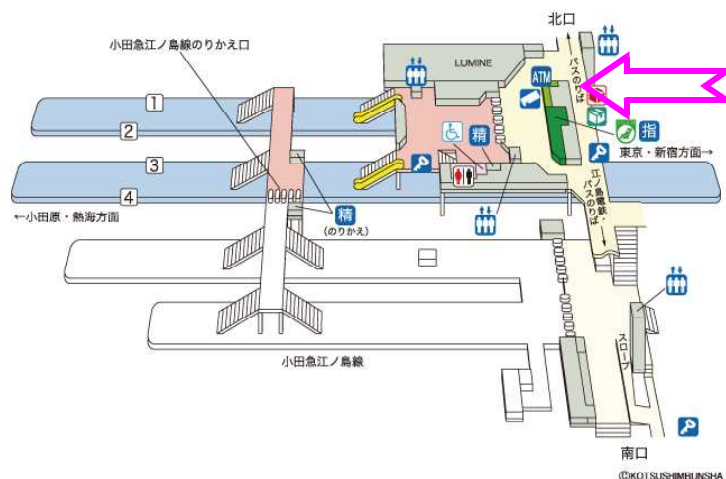 北口
小田急江ノ島線のりかえ口
LUMINE
バスのりば
ATM
1
2
指
精
東京・新宿方面→
3
4
江ノ島電鉄・
バスのりば
←小田原・熱海方面
精
(のりかえ)
小田急江ノ島線
スロープ
南口
©KOTSUSHIMBUNSHA